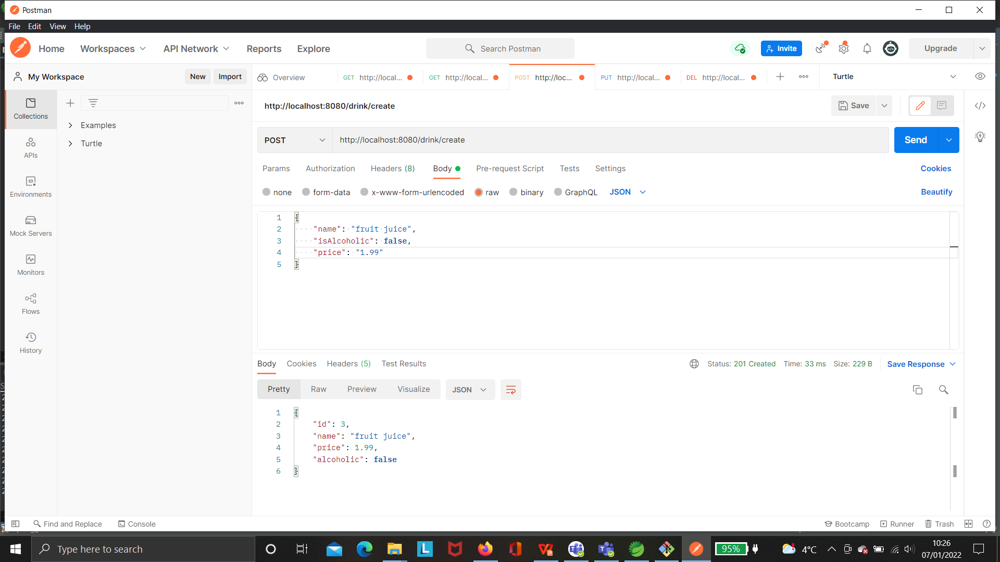 Postman
File Edit View Help
Home Workspaces API Network Reports Explore Search Postman Invite Upgrade
My Workspace New Import Overview GET http://local... GET http://local... POST http://loc... PUT http://local... DEL http://local... Turtle
http://localhost:8080/drink/create Save
Collections
Examples
Turtle
APIs
Environments
Mock Servers
Monitors
Flows
History
POST http://localhost:8080/drink/create Send
Params Authorization Headers (8) Body Pre-request Script Tests Settings Cookies
none form-data x-www-form-urlencoded raw binary GraphQL JSON Beautify
1 {
2 "name": "fruit juice",
3 "isAlcoholic": false,
4 "price": "1.99"
5 }
Body Cookies Headers (5) Test Results Status: 201 Created Time: 33 ms Size: 229 B Save Response
Pretty Raw Preview Visualize JSON
1 {
2 "id": 3,
3 "name": "fruit juice",
4 "price": 1.99,
5 "alcoholic": false
6 }
Find and Replace Console Bootcamp Runner Trash
Type here to search 95% 4°C 10:26
07/01/2022